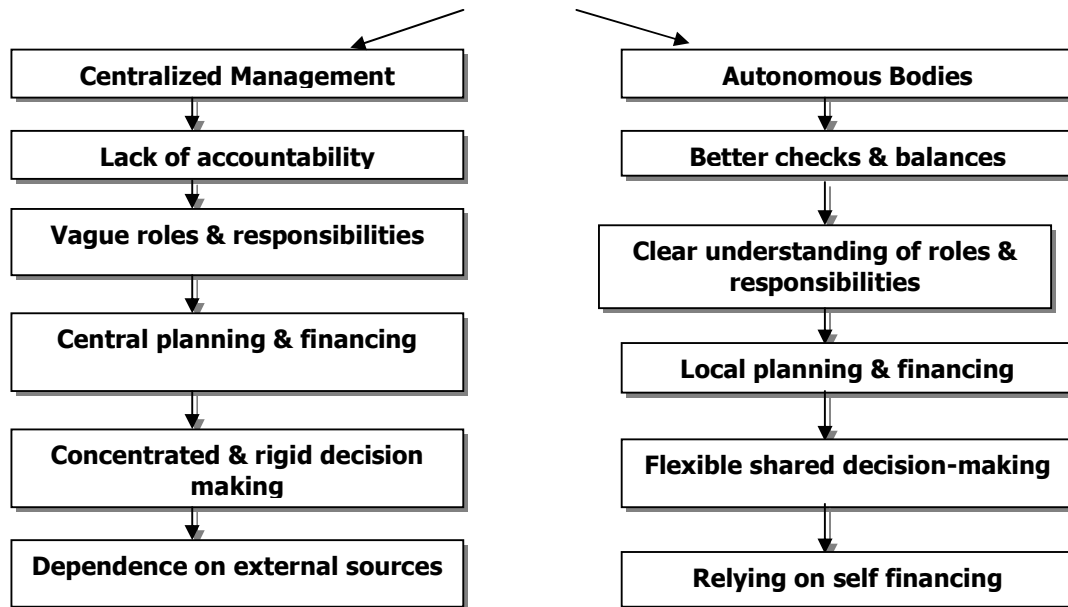 Centralized Management
Lack of accountability
Vague roles & responsibilities
Central planning & financing
Concentrated & rigid decision
making
Dependence on external sources
Autonomous Bodies
Better checks & balances
Clear understanding of roles &
responsibilities
Local planning & financing
Flexible shared decision-making
Relying on self financing